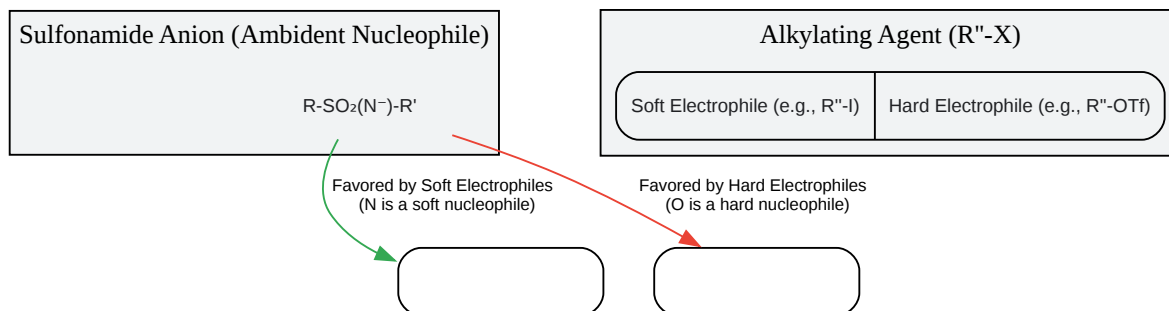 Sulfonamide Anion (Ambident Nucleophile)
R-SO₂(N⁻)-R'
Alkylating Agent (R"-X)
Soft Electrophile (e.g., R"-I)
Hard Electrophile (e.g., R"-OTf)
Favored by Soft Electrophiles
(N is a soft nucleophile)
Favored by Hard Electrophiles
(O is a hard nucleophile)